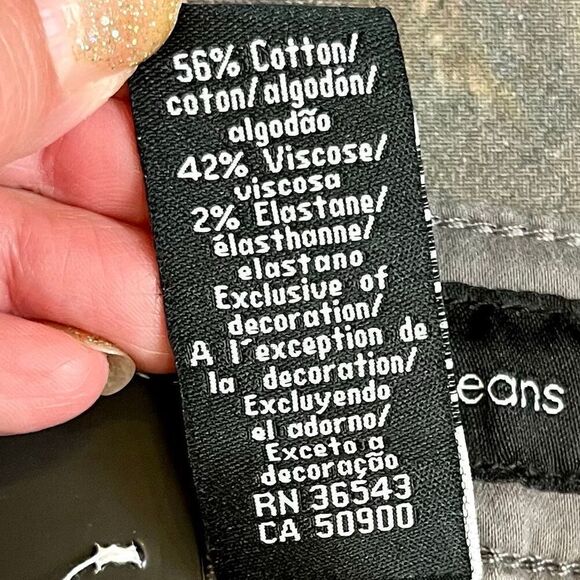 56% Cotton/
coton/algodón/
algodão
42% Viscose/
viscosa
2% Elastane/
élasthanne/
elastano
Exclusive of
decoration/
A l'exception de
la decoration/
Excluyendo
el adorno/
Exceto a
decoração
RN 36543
CA 50900
eans